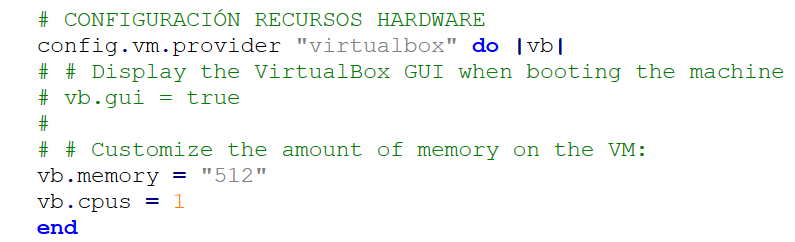 # CONFIGURACIÓN RECURSOS HARDWARE
config.vm.provider "virtualbox" do |vb|
# # Display the VirtualBox GUI when booting the machine
# vb.gui = true
#
# # Customize the amount of memory on the VM:
vb.memory = "512"
vb.cpus = 1
end